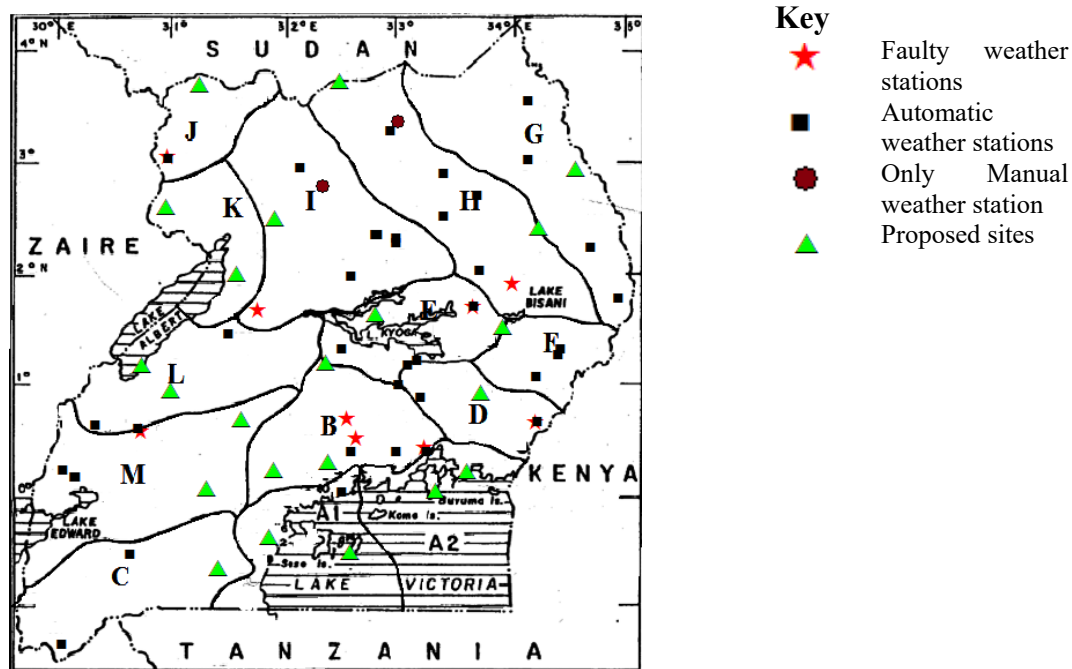 30° E 31° 32° E 33° 34° E 35°
4° N
S U D A N
Key
Faulty weather
stations
Automatic
weather stations
Only Manual
weather station
Proposed sites
J
G
3°
K
I
H
Z A I R E
2° N
LAKE
BISANI
LAKE
ALBERT
L. KYOGA
E
F
L
1°
D
B
M
K E N Y A
0°
Buvuma Is.
Kome Is.
LAKE
EDWARD
A1
A2
Sese Is.
C
LAKE VICTORIA
T A N Z A N I A